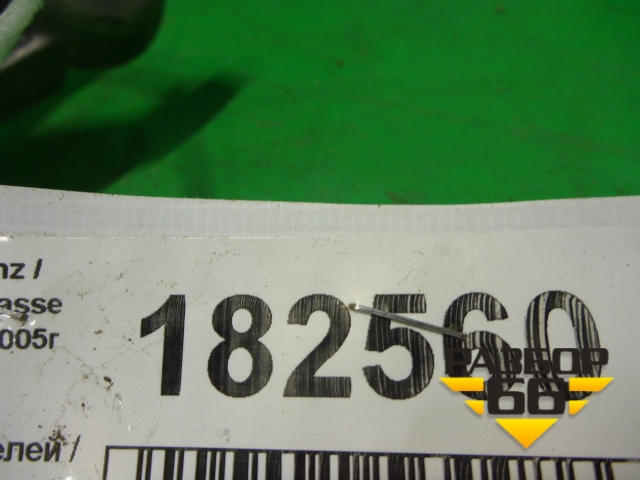 nz /
asse
005г
182560
РАЗБОР
66
елей /